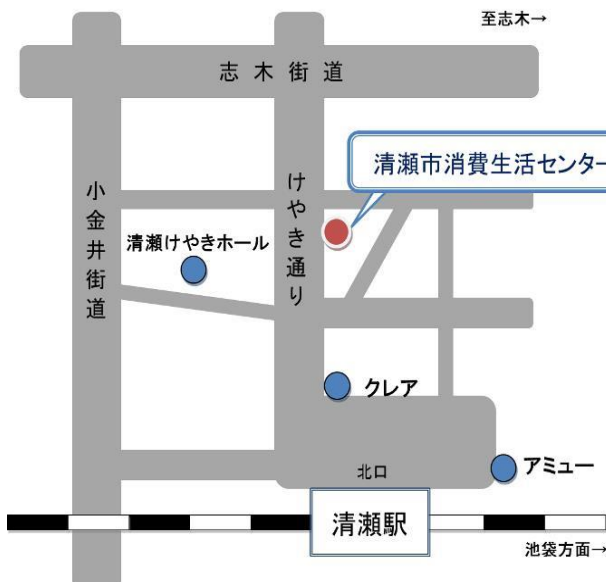 至志木→
志木街道
清瀬市消費生活センター
小金井街道
けやき通り
清瀬けやきホール
クレア
アミュー
北口
清瀬駅
池袋方面→